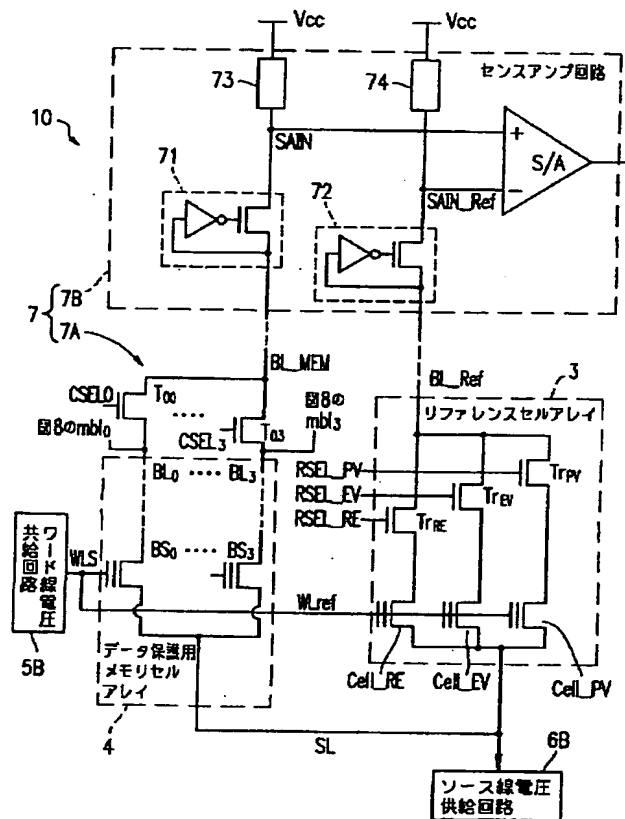 Vcc
Vcc
73
74
センスアンプ回路
10
SAIN
+
S/A
−
SAIN_Ref
71
72
7
7B
7A
BL_MEM
BL_Ref
3
CSEL0
T00
図8のmbl0
CSEL3
T03
図8のmbl3
リファレンスセルアレイ
RSEL_PV
TrPV
RSEL_EV
TrEV
RSEL_RE
TrRE
BL0
BL3
BS0
BS3
ワード線電圧
共給回路
WLS
5B
WLref
データ保護用
メモリセル
アレイ
4
Cell_RE
Cell_EV
Cell_PV
SL
6B
ソース線電圧
供給回路